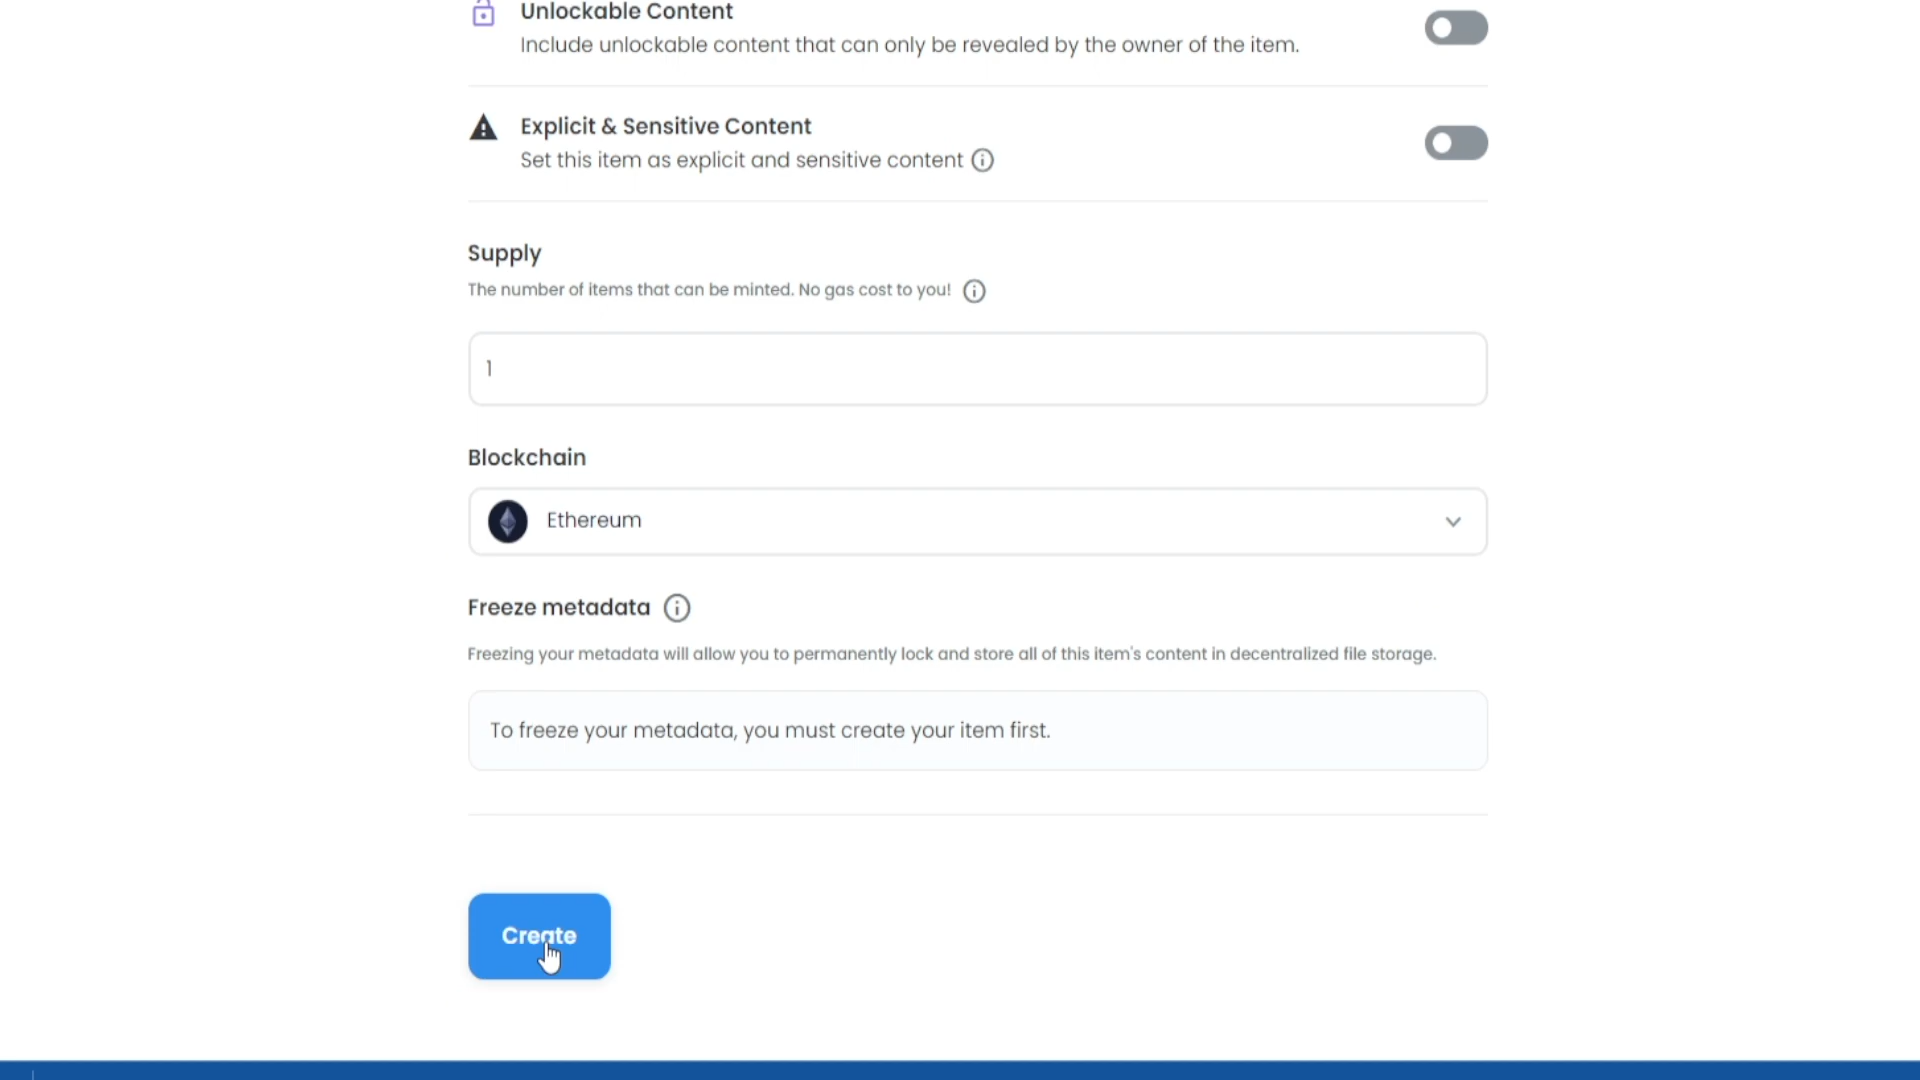 Unlockable Content
Include unlockable content that can only be revealed by the owner of the item.
Explicit & Sensitive Content
Set this item as explicit and sensitive content
Supply
The number of items that can be minted. No gas cost to you!
1
Blockchain
Ethereum
Freeze metadata
Freezing your metadata will allow you to permanently lock and store all of this item's content in decentralized file storage.
To freeze your metadata, you must create your item first.
Create